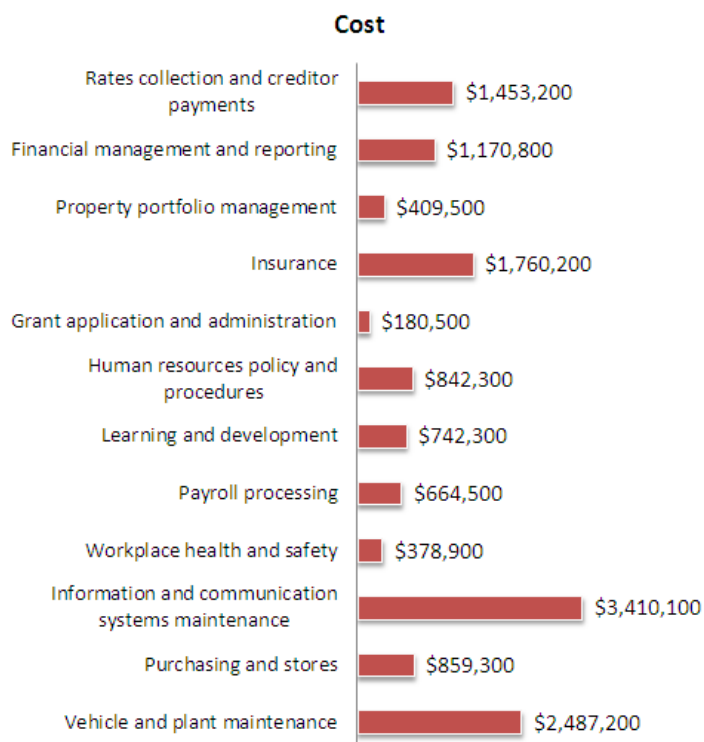 Cost
Rates collection and creditor
payments
$1,453,200
Financial management and reporting
$1,170,800
Property portfolio management
$409,500
Insurance
$1,760,200
Grant application and administration
$180,500
Human resources policy and
procedures
$842,300
Learning and development
$742,300
Payroll processing
$664,500
Workplace health and safety
$378,900
Information and communication
systems maintenance
$3,410,100
Purchasing and stores
$859,300
Vehicle and plant maintenance
$2,487,200